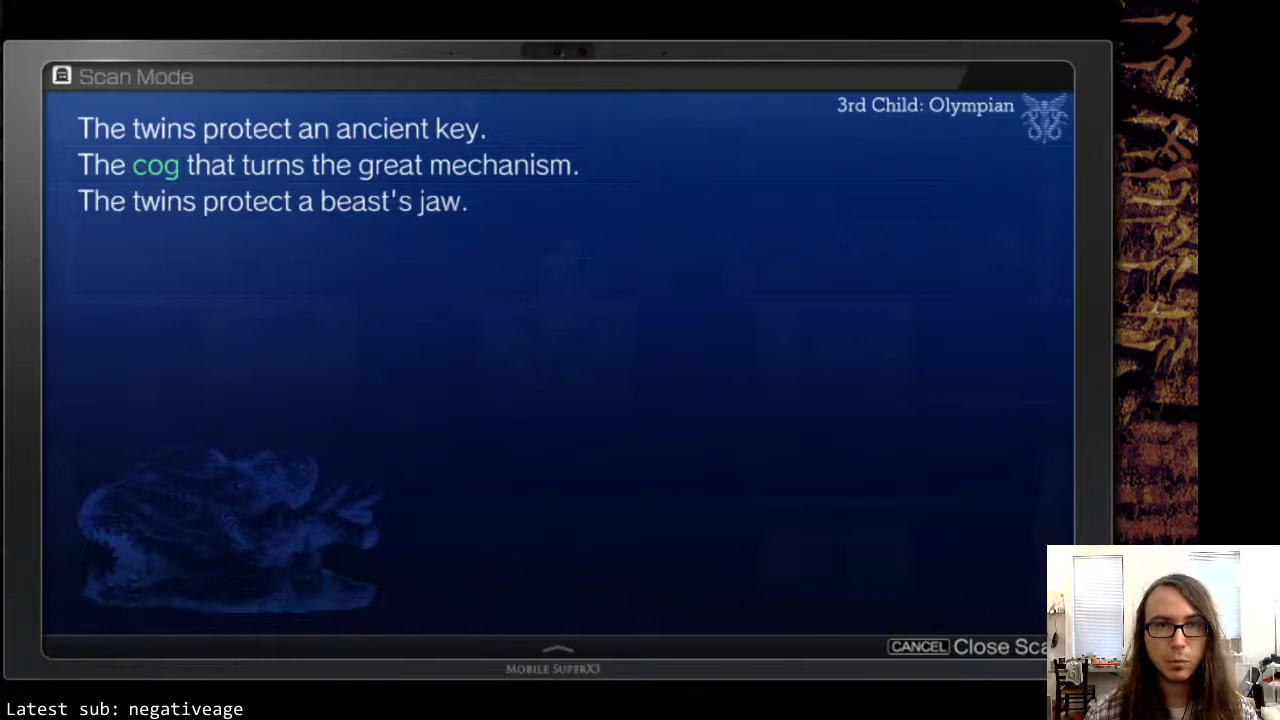 Scan Mode
3rd Child: Olympian
The twins protect an ancient key.
The cog that turns the great mechanism.
The twins protect a beast's jaw.
CANCEL Close Sca
MOBILE SUPERX3
Latest sub: negativeage